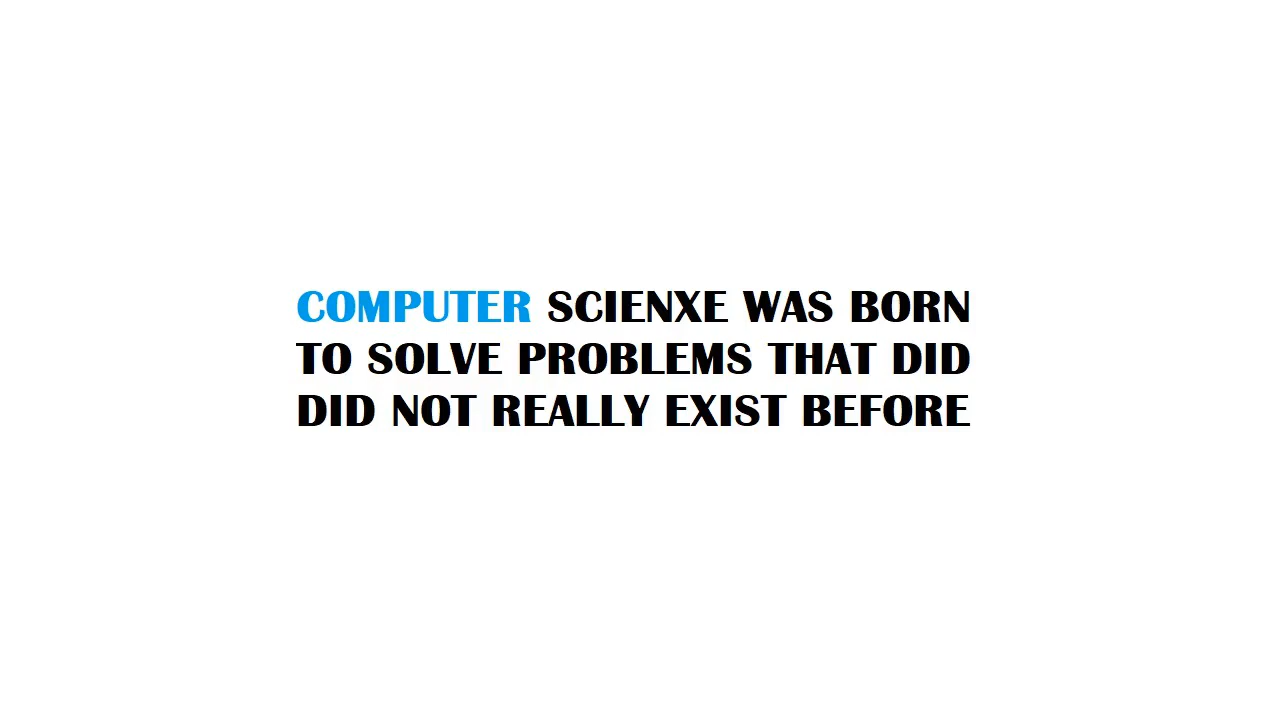 COMPUTER SCIENXE WAS BORN
TO SOLVE PROBLEMS THAT DID
DID NOT REALLY EXIST BEFORE